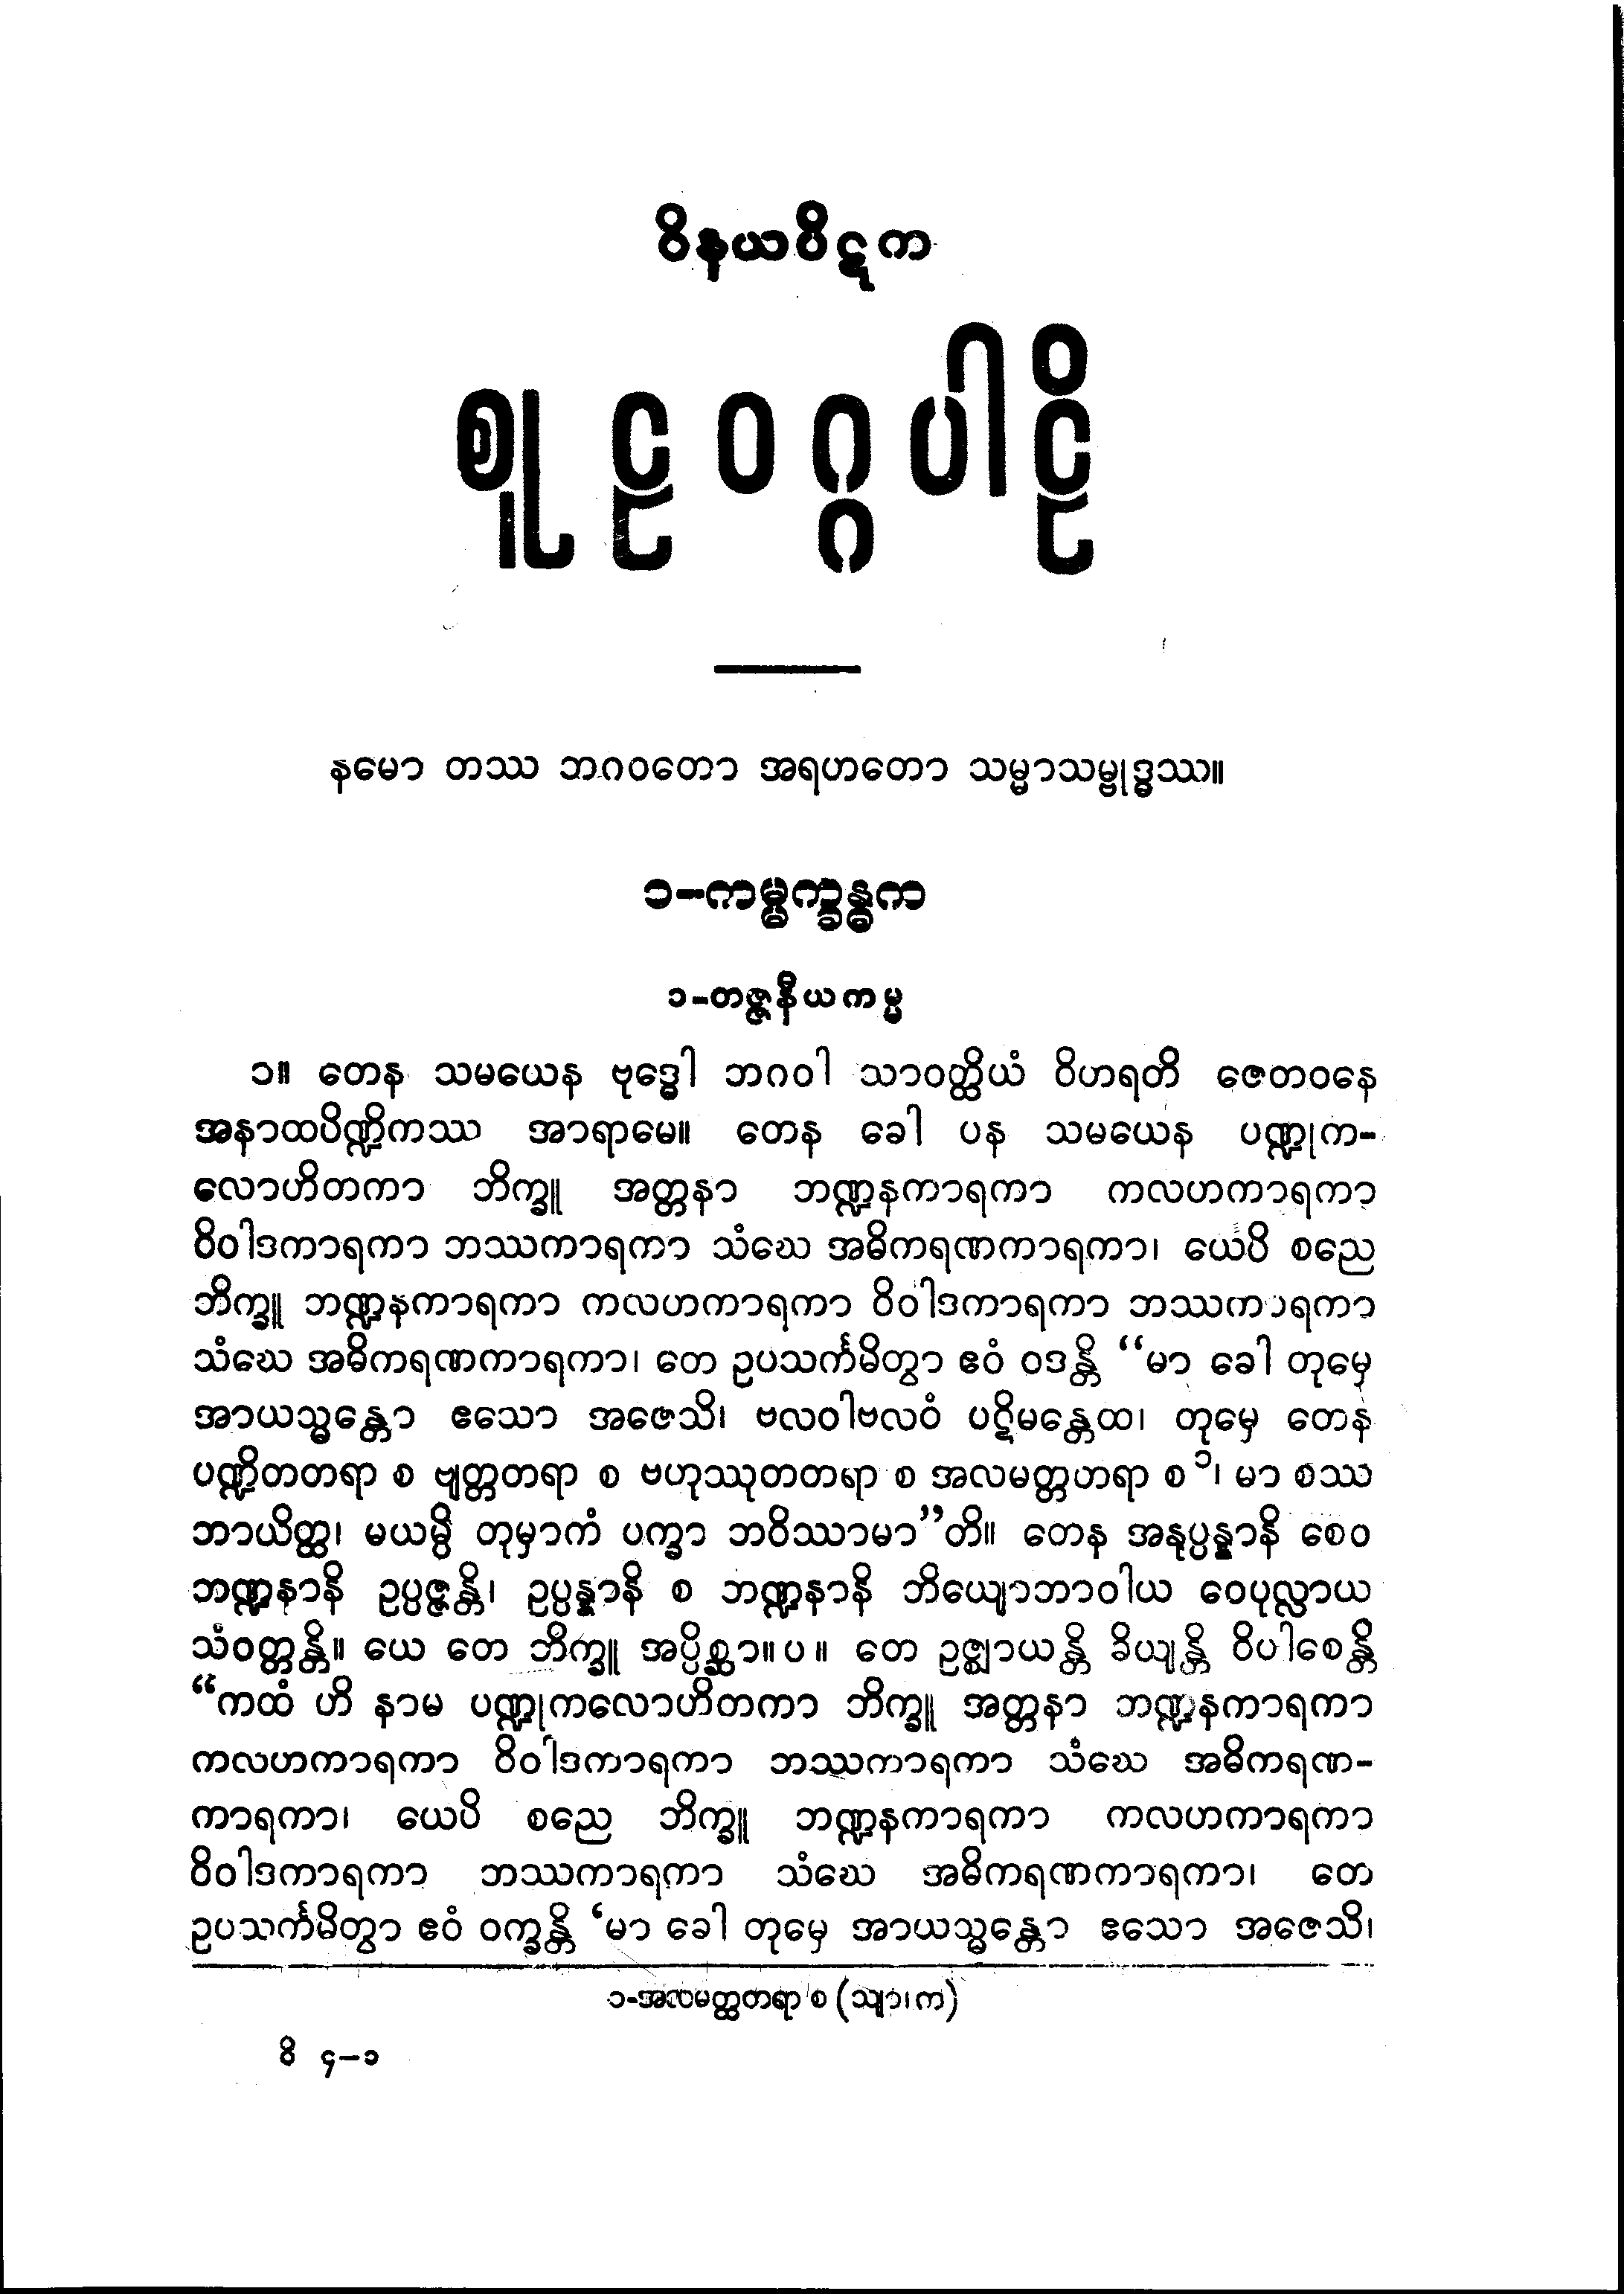 ဝိနယပိဋက
စူဠဝဂ္ဂပါဠိ
နမော တဿ ဘဂဝတော အရဟတော သမ္မာသမ္ဗုဒ္ဓဿ။
၁-ကမ္မက္ခန္ဓက
၁-တဇ္ဇနီယကမ္မ
၁။ တေန သမယေန ဗုဒ္ဓေါ ဘဂဝါ သာဝတ္ထိယံ ဝိဟရတိ ဇေတဝနေ
အနာထပိဏ္ဍိကဿ အာရာမေ။ တေန ခေါ ပန သမယေန ပဏ္ဍုက-
လောဟိတကာ ဘိက္ခူ အတ္တနာ ဘဏ္ဍနကာရကာ ကလဟကာရကာ
ဝိဝါဒကာရကာ ဘဿကာရကာ သံဃေ အဓိကရဏကာရကာ၊ ယေပိ စညေ
ဘိက္ခူ ဘဏ္ဍနကာရကာ ကလဟကာရကာ ဝိဝါဒကာရကာ ဘဿကာရကာ
သံဃေ အဓိကရဏကာရကာ၊ တေ ဥပသင်္ကမိတွာ ဧဝံ ဝဒန္တိ “မာ ခေါ တုမှေ
အာယသ္မန္တော ဧသော အဇေသိ၊ ဗလဝါဗလဝံ ပဋိမန္တေထ၊ တုမှေ တေန
ပဏ္ဍိတတရာ စ ဗျတ္တတရာ စ ဗဟုဿုတတရာ စ အလမတ္တဟရာ စ ၁၊ မာ စဿ
ဘာယိတ္ထ၊ မယမ္ပိ တုမှာကံ ပက္ခာ ဘဝိဿာမာ”တိ။ တေန အနုပ္ပန္နာနိ စေဝ
ဘဏ္ဍနာနိ ဥပ္ပဇ္ဇန္တိ၊ ဥပ္ပန္နာနိ စ ဘဏ္ဍနာနိ ဘိယျောဘာဝါယ ဝေပုလ္လာယ
သံဝတ္တန္တိ။ ယေ တေ ဘိက္ခူ အပ္ပိစ္ဆာ။ပ။ တေ ဥဇ္ဈာယန္တိ ခိယျန္တိ ဝိပါစေန္တိ
“ကထံ ဟိ နာမ ပဏ္ဍုကလောဟိတကာ ဘိက္ခူ အတ္တနာ ဘဏ္ဍနကာရကာ
ကလဟကာရကာ ဝိဝါဒကာရကာ ဘဿကာရကာ သံဃေ အဓိကရဏ-
ကာရကာ၊ ယေပိ စညေ ဘိက္ခူ ဘဏ္ဍနကာရကာ ကလဟကာရကာ
ဝိဝါဒကာရကာ ဘဿကာရကာ သံဃေ အဓိကရဏကာရကာ၊ တေ
ဥပသင်္ကမိတွာ ဧဝံ ဝက္ခန္တိ ‘မာ ခေါ တုမှေ အာယသ္မန္တော ဧသော အဇေသိ၊
၁-အလမတ္ထတရာ စ (သျာ၊က)
ဝိ ၄-၁